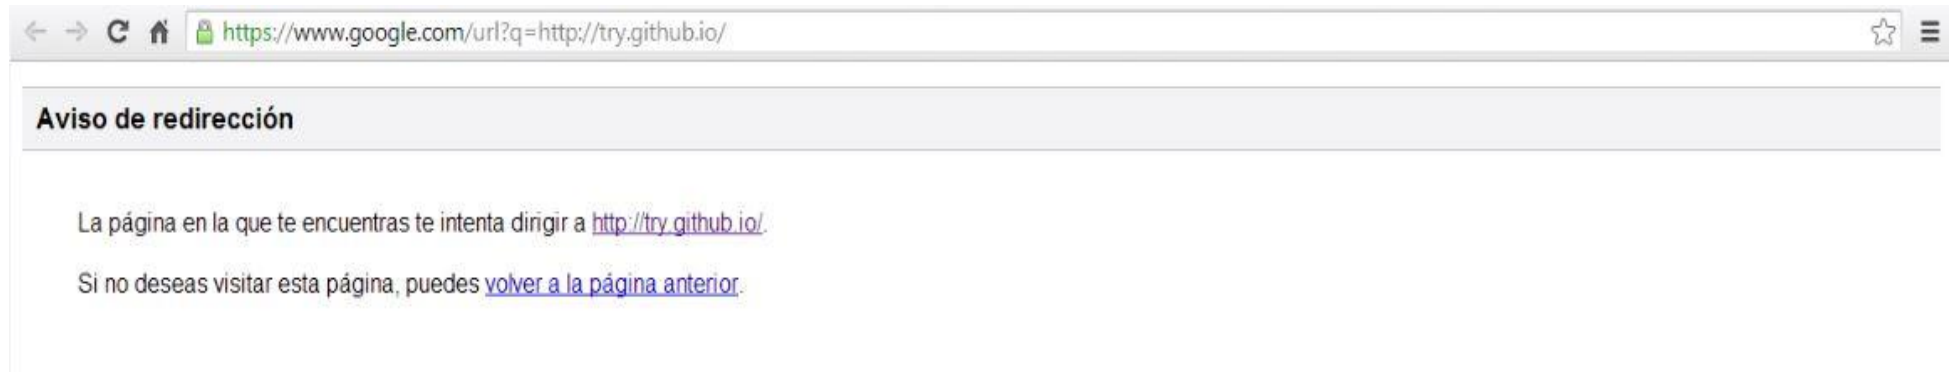 https://www.google.com/url?q=http://try.github.io/
Aviso de redirección
La página en la que te encuentras te intenta dirigir a http://try.github.io/.
Si no deseas visitar esta página, puedes volver a la página anterior.